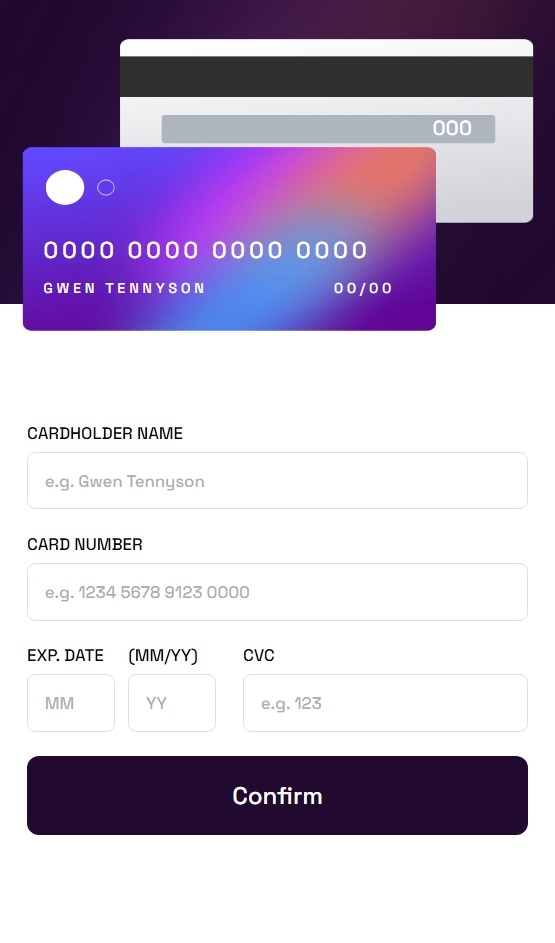 000
0000 0000 0000 0000
GWEN TENNYSON 00/00
CARDHOLDER NAME
e.g. Gwen Tennyson
CARD NUMBER
e.g. 1234 5678 9123 0000
EXP. DATE (MM/YY) CVC
MM YY e.g. 123
Confirm